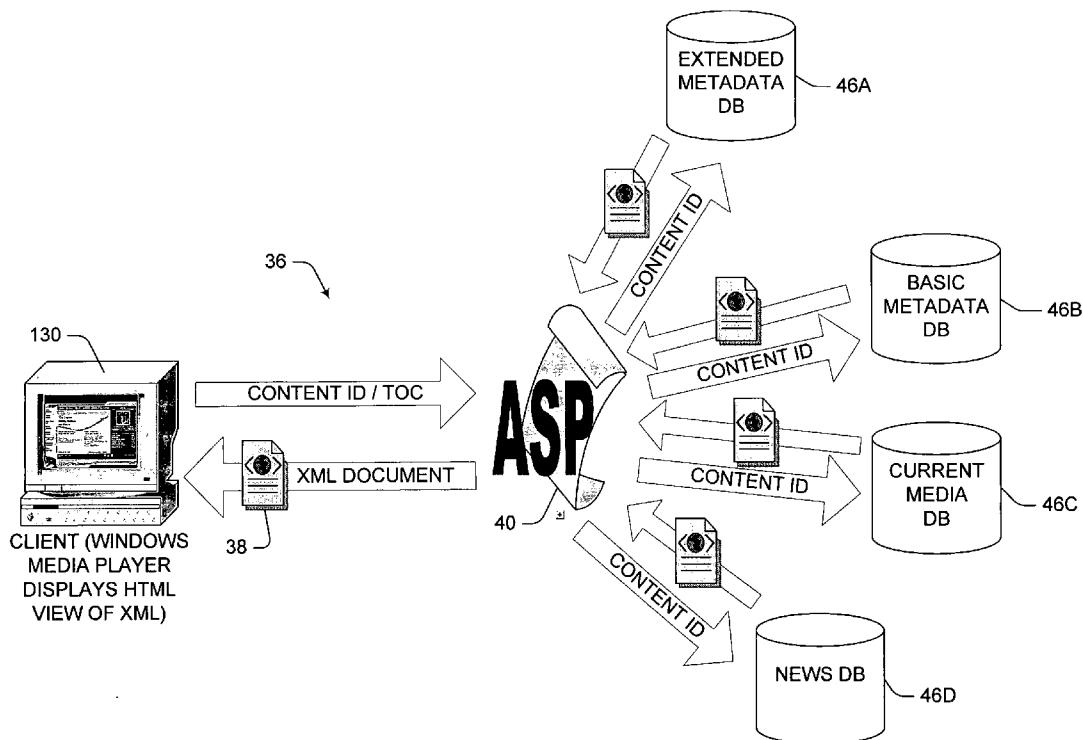 EXTENDED
METADATA
DB
46A
CONTENT ID
36
BASIC
METADATA
DB
46B
CONTENT ID
130
CONTENT ID / TOC
ASP
XML DOCUMENT
38
40
CURRENT
MEDIA
DB
46C
CONTENT ID
CLIENT (WINDOWS
MEDIA PLAYER
DISPLAYS HTML
VIEW OF XML)
CONTENT ID
NEWS DB
46D